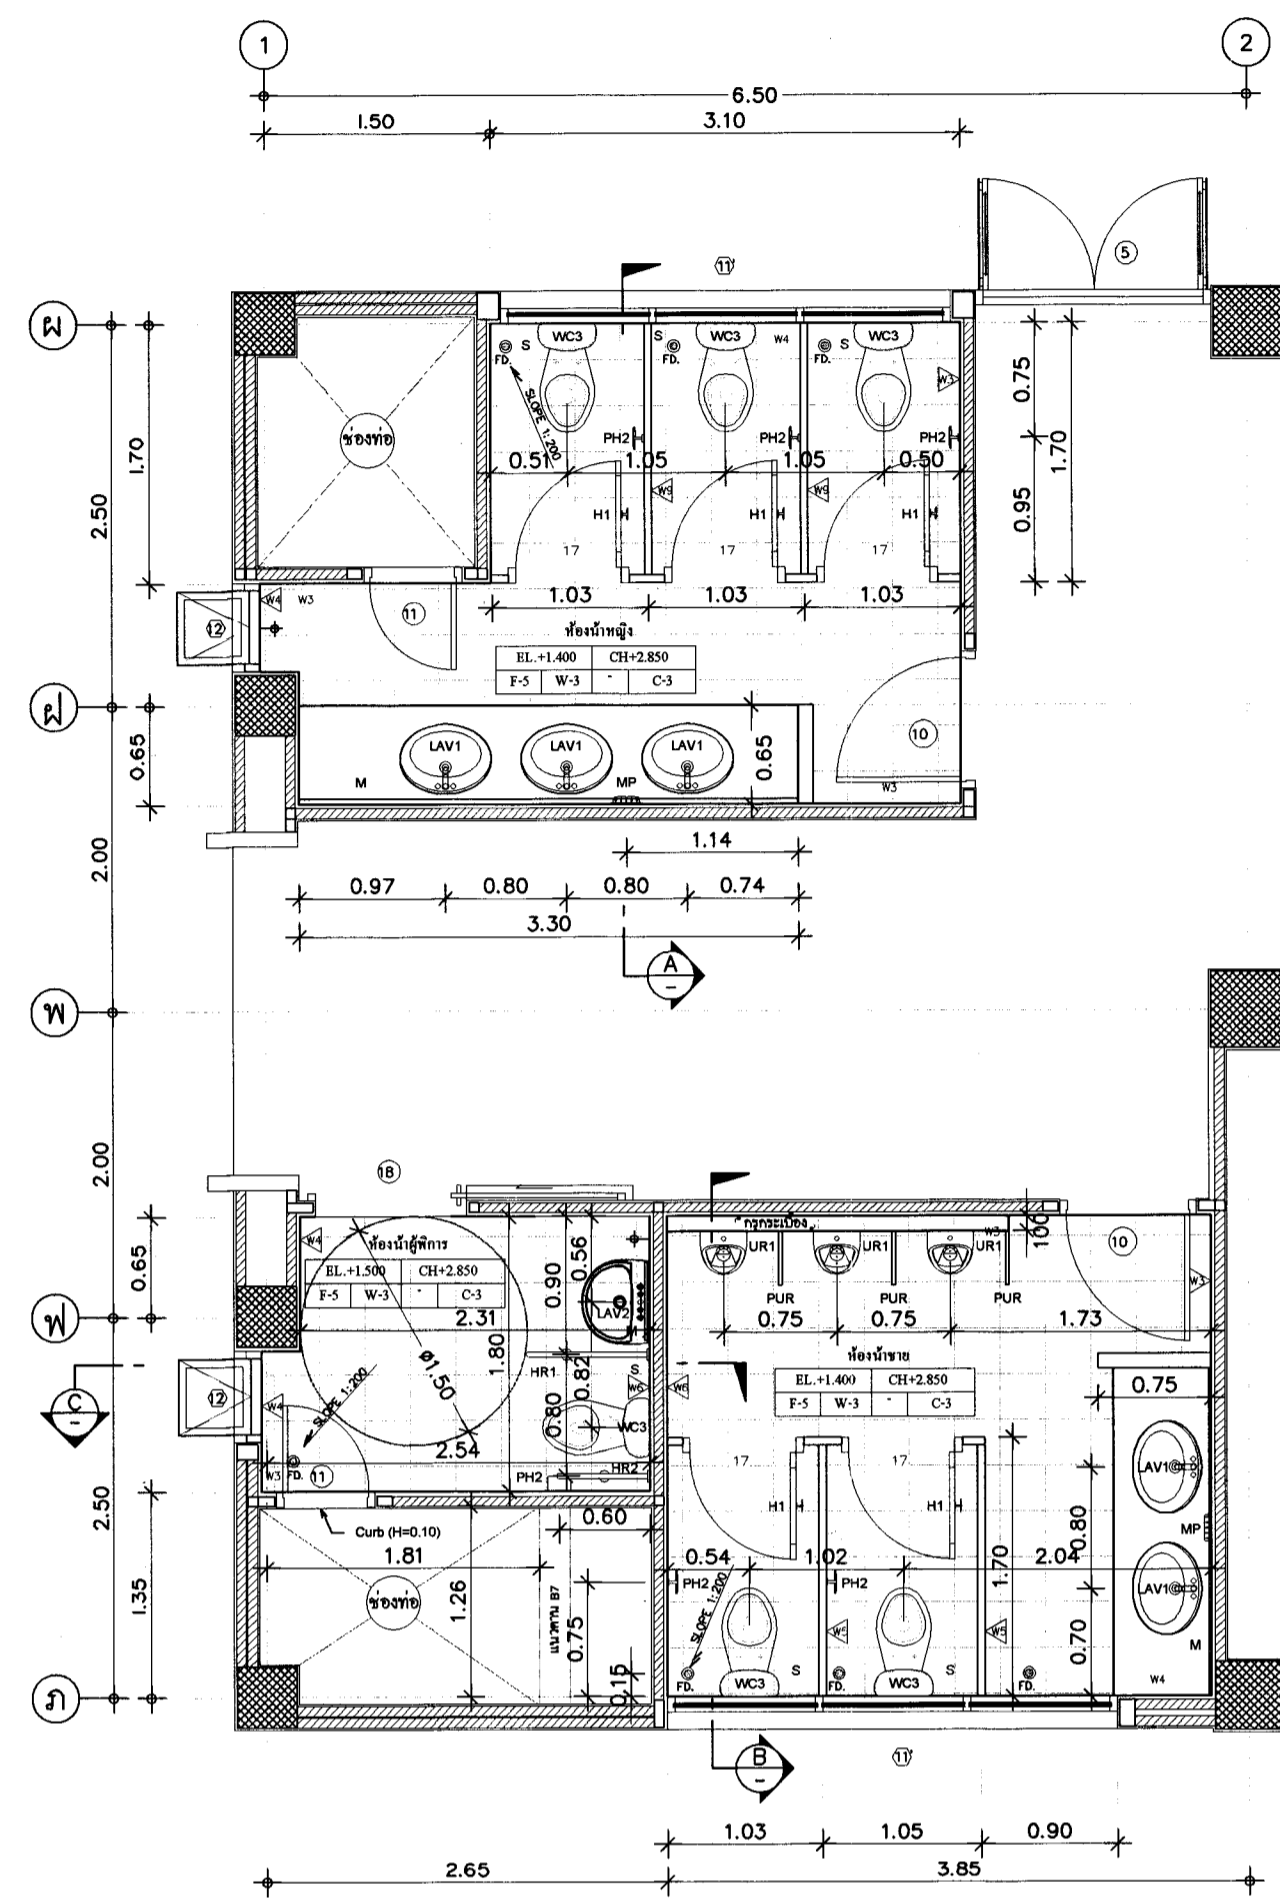 1
2
6.50
1.50
3.10
5
11'
ผ
WC3
WC3
WC3
S
S
W4
S
FD.
FD.
FD.
SLOPE 1:200
W3
0.75
1.70
ช่องท่อ
PH2
PH2
PH2
1.70
0.51
1.05
1.05
0.50
2.50
W9
W9
0.95
H1
H1
H1
17
17
17
W4
W3
11
1.03
1.03
1.03
12
ห้องน้ำหญิง
EL.+1.400
CH+2.850
F-5
W-3
-
C-3
LAV1
LAV1
LAV1
0.65
0.65
10
M
MP
W3
1.14
2.00
0.97
0.80
0.80
0.74
3.30
A
-
พ
2.00
18
กรุกระเบื้อง
W3
100
10
W4
ห้องน้ำผู้พิการ
0.56
UR1
UR1
UR1
0.65
EL.+1.500
CH+2.850
0.90
W3
F-5
W-3
-
C-3
LAV2
PUR
PUR
PUR
2.31
M
0.75
0.75
1.73
ฟ
1.80
ห้องน้ำชาย
ø1.50
HR1
0.82
S
EL.+1.400
CH+2.850
C
-
12
W6
W6
F-5
W-3
-
C-3
0.75
W4
SLOPE 1:200
0.80
WC3
2.54
17
17
LAV1
W3
FD.
11
PH2
HR2
2.50
H1
H1
0.80
MP
Curb (H=0.10)
0.60
1.81
0.54
1.02
1.70
2.04
PH2
PH2
LAV1
1.35
ช่องท่อ
1.26
แนวคาน B7
0.75
SLOPE 1:200
W5
W5
0.70
M
0.15
FD.
WC3
S
FD.
WC3
S
FD.
W4
B
-
11'
1.03
1.05
0.90
2.65
3.85